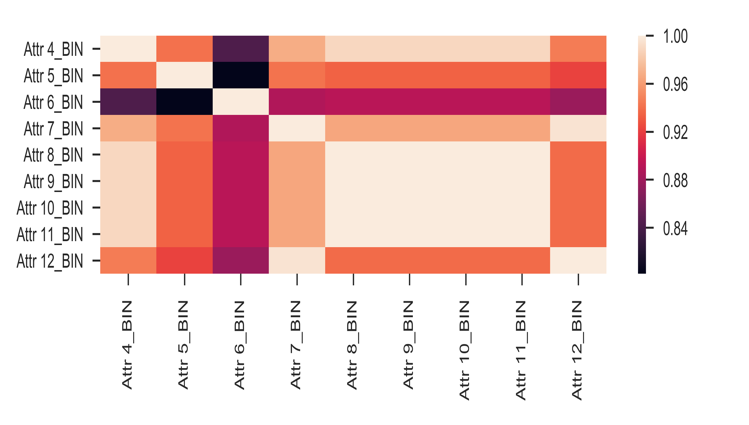 Attr 4_BIN
Attr 5_BIN
Attr 6_BIN
Attr 7_BIN
Attr 8_BIN
Attr 9_BIN
Attr 10_BIN
Attr 11_BIN
Attr 12_BIN
Attr 4_BIN
Attr 5_BIN
Attr 6_BIN
Attr 7_BIN
Attr 8_BIN
Attr 9_BIN
Attr 10_BIN
Attr 11_BIN
Attr 12_BIN
1.00
0.96
0.92
0.88
0.84